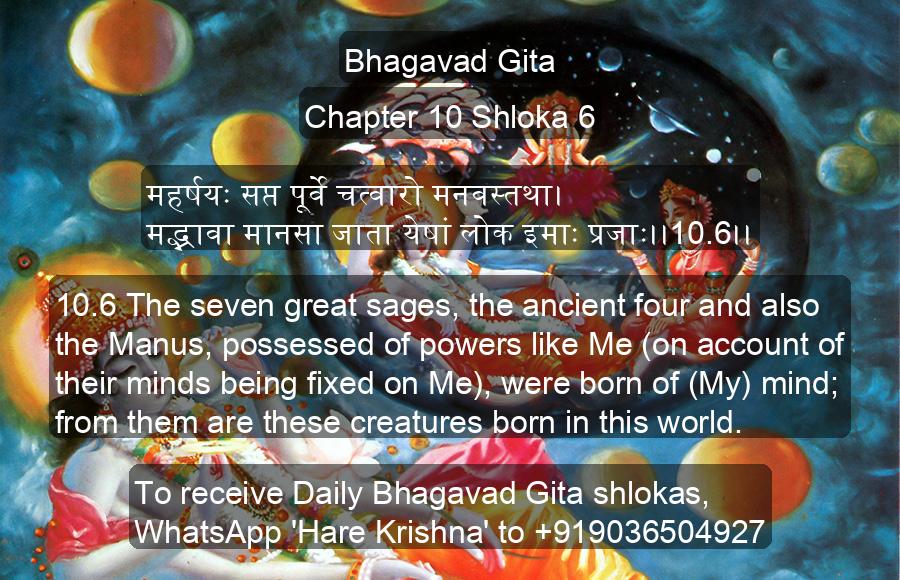 Bhagavad Gita
Chapter 10 Shloka 6
महर्षयः सप्त पूर्वे चत्वारो मनवस्तथा।
मद्भावा मानसा जाता येषां लोक इमाः प्रजाः।।10.6।।
10.6 The seven great sages, the ancient four and also
the Manus, possessed of powers like Me (on account of
their minds being fixed on Me), were born of (My) mind;
from them are these creatures born in this world.
To receive Daily Bhagavad Gita shlokas,
WhatsApp 'Hare Krishna' to +919036504927